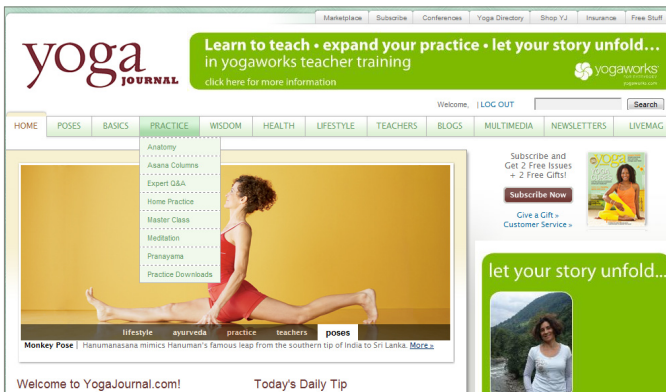 Marketplace Subscribe Conferences Yoga Directory Shop YJ Insurance Free Stuff
yoga
JOURNAL
Learn to teach • expand your practice • let your story unfold...
in yogaworks teacher training
click here for more information
yogaworks
yogaworks.com
Welcome, | LOG OUT Search
HOME POSES BASICS PRACTICE WISDOM HEALTH LIFESTYLE TEACHERS BLOGS MULTIMEDIA NEWSLETTERS LIVEMAG
Anatomy
Asana Columns
Expert Q&A
Home Practice
Master Class
Meditation
Pranayama
Practice Downloads
lifestyle ayurveda practice teachers poses
Monkey Pose | Hanumanasana mimics Hanuman's famous leap from the southern tip of India to Sri Lanka. More »
Subscribe and
Get 2 Free Issues
+ 2 Free Gifts!
Subscribe Now
Give a Gift »
Customer Service »
yoga
let your story unfold...
Welcome to YogaJournal.com!
Today's Daily Tip